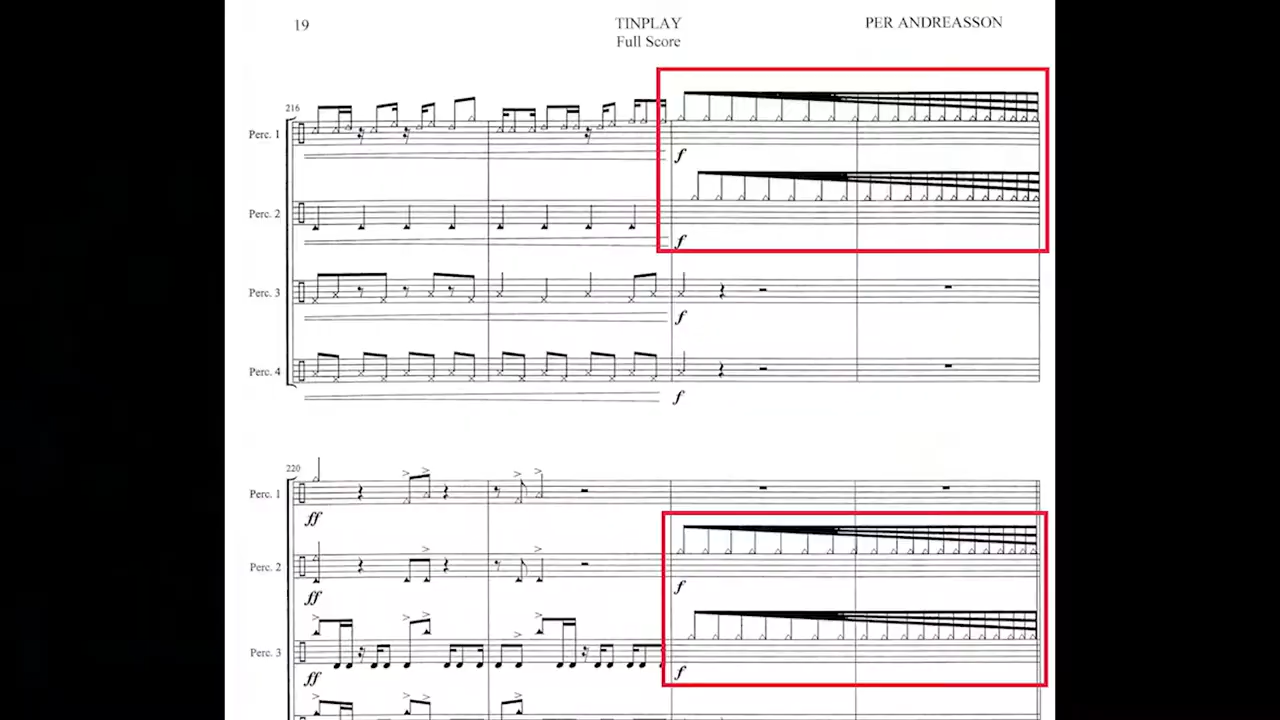 19
TINPLAY
PER ANDREASSON
Full Score
216
Perc. 1
f
Perc. 2
f
Perc. 3
f
Perc. 4
f
220
Perc. 1
ff
Perc. 2
ff
f
Perc. 3
ff
f